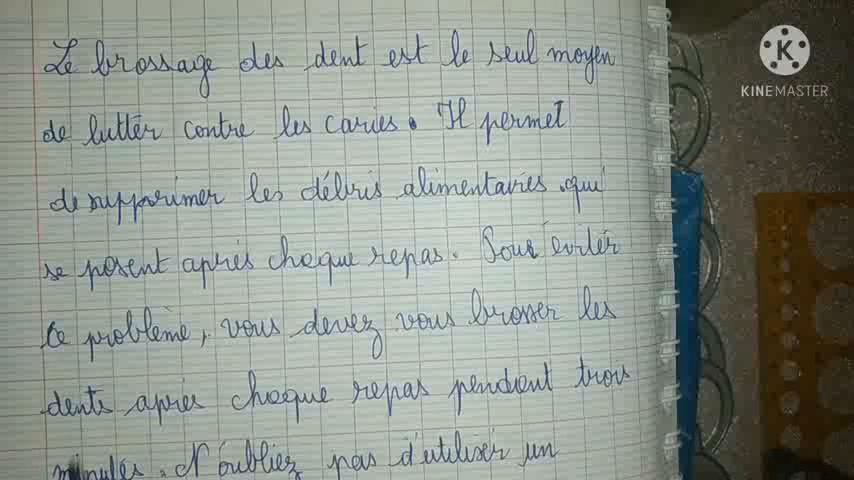 Le brossage des dent est le seul moyen
de lutter contre les caries. Il permet
de supprimer les débris alimentaires qui
se posent après chaque repas. Pour éviter
ce problème, vous devez vous brosser les
dents après chaque repas pendant trois
minutes. N'oubliez pas d'utiliser un
KINEMASTER